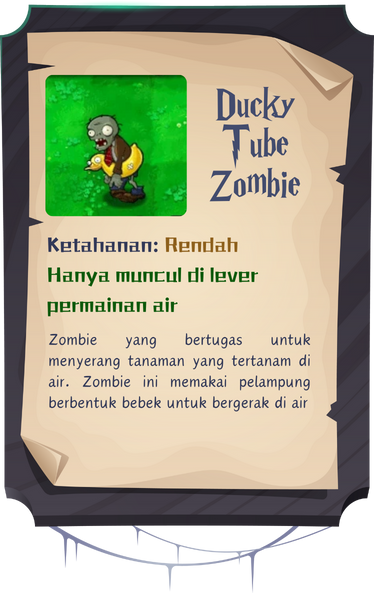 Ducky
Tube
Zombie
Ketahanan: Rendah
Hanya muncul di lever
permainan air
Zombie yang bertugas untuk
menyerang tanaman yang tertanam di
air. Zombie ini memakai pelampung
berbentuk bebek untuk bergerak di air